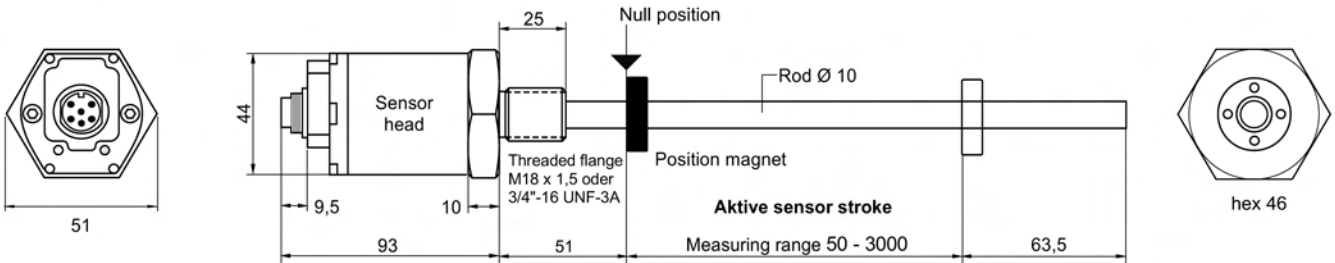 25
Null position
44
Sensor
head
Rod Ø 10
Threaded flange
M18 x 1,5 oder
3/4"-16 UNF-3A
Position magnet
9,5
10
Aktive sensor stroke
hex 46
51
93
51
Measuring range 50 - 3000
63,5